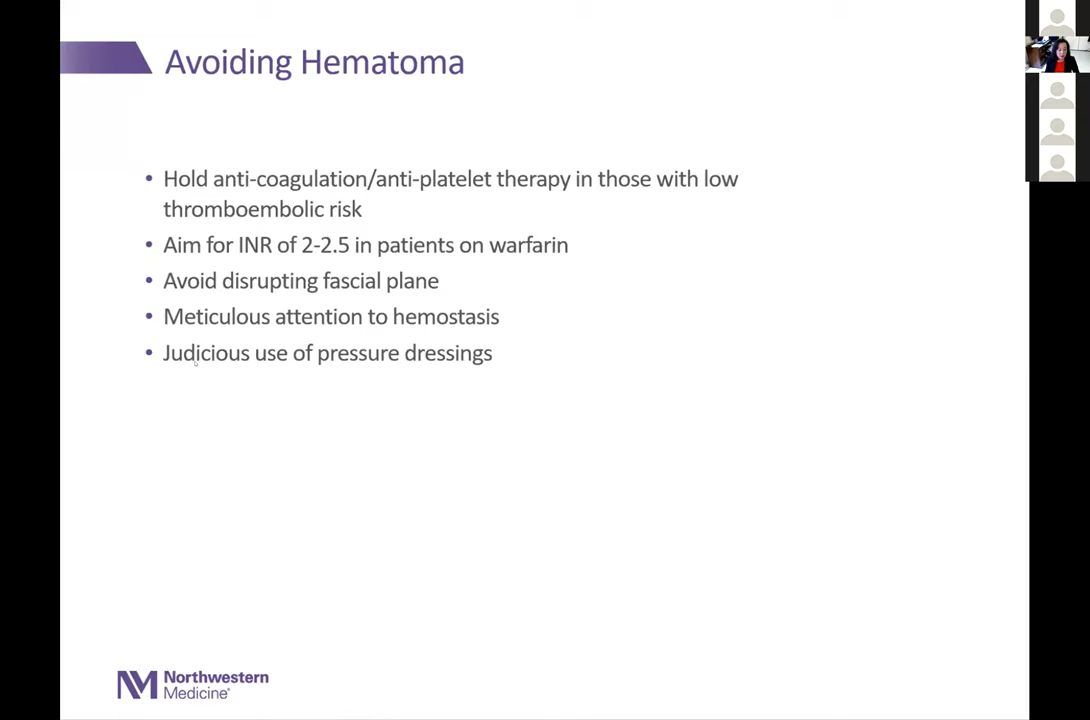 Avoiding Hematoma
• Hold anti-coagulation/anti-platelet therapy in those with low
thromboembolic risk
• Aim for INR of 2-2.5 in patients on warfarin
• Avoid disrupting fascial plane
• Meticulous attention to hemostasis
• Judicious use of pressure dressings
NM Northwestern
Medicine®